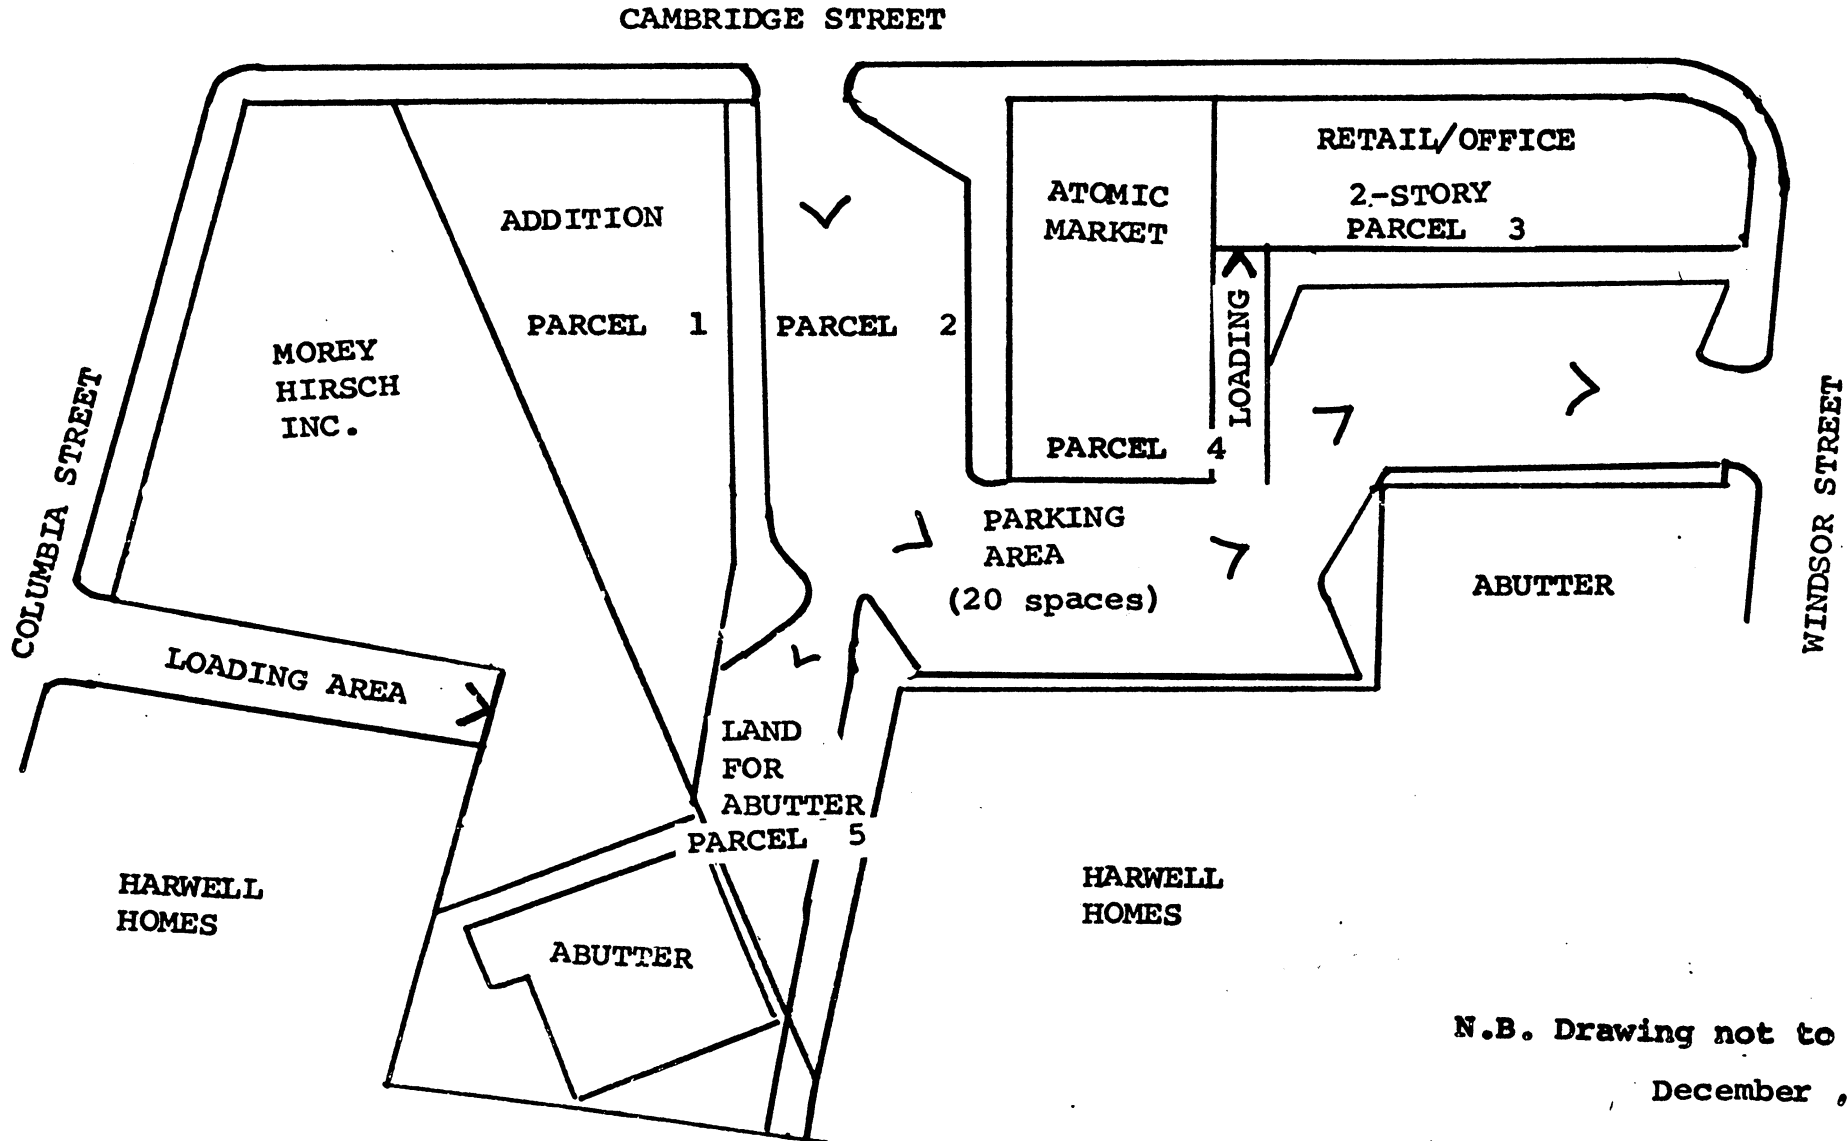 CAMBRIDGE STREET
RETAIL/OFFICE
2-STORY
PARCEL 3
ATOMIC
MARKET
ADDITION
PARCEL 1
PARCEL 2
LOADING
MOREY
HIRSCH
INC.
COLUMBIA STREET
WINDSOR STREET
PARCEL 4
PARKING
AREA
(20 spaces)
ABUTTER
LOADING AREA
LAND
FOR
ABUTTER
PARCEL 5
HARWELL
HOMES
HARWELL
HOMES
ABUTTER
N.B. Drawing not to
December